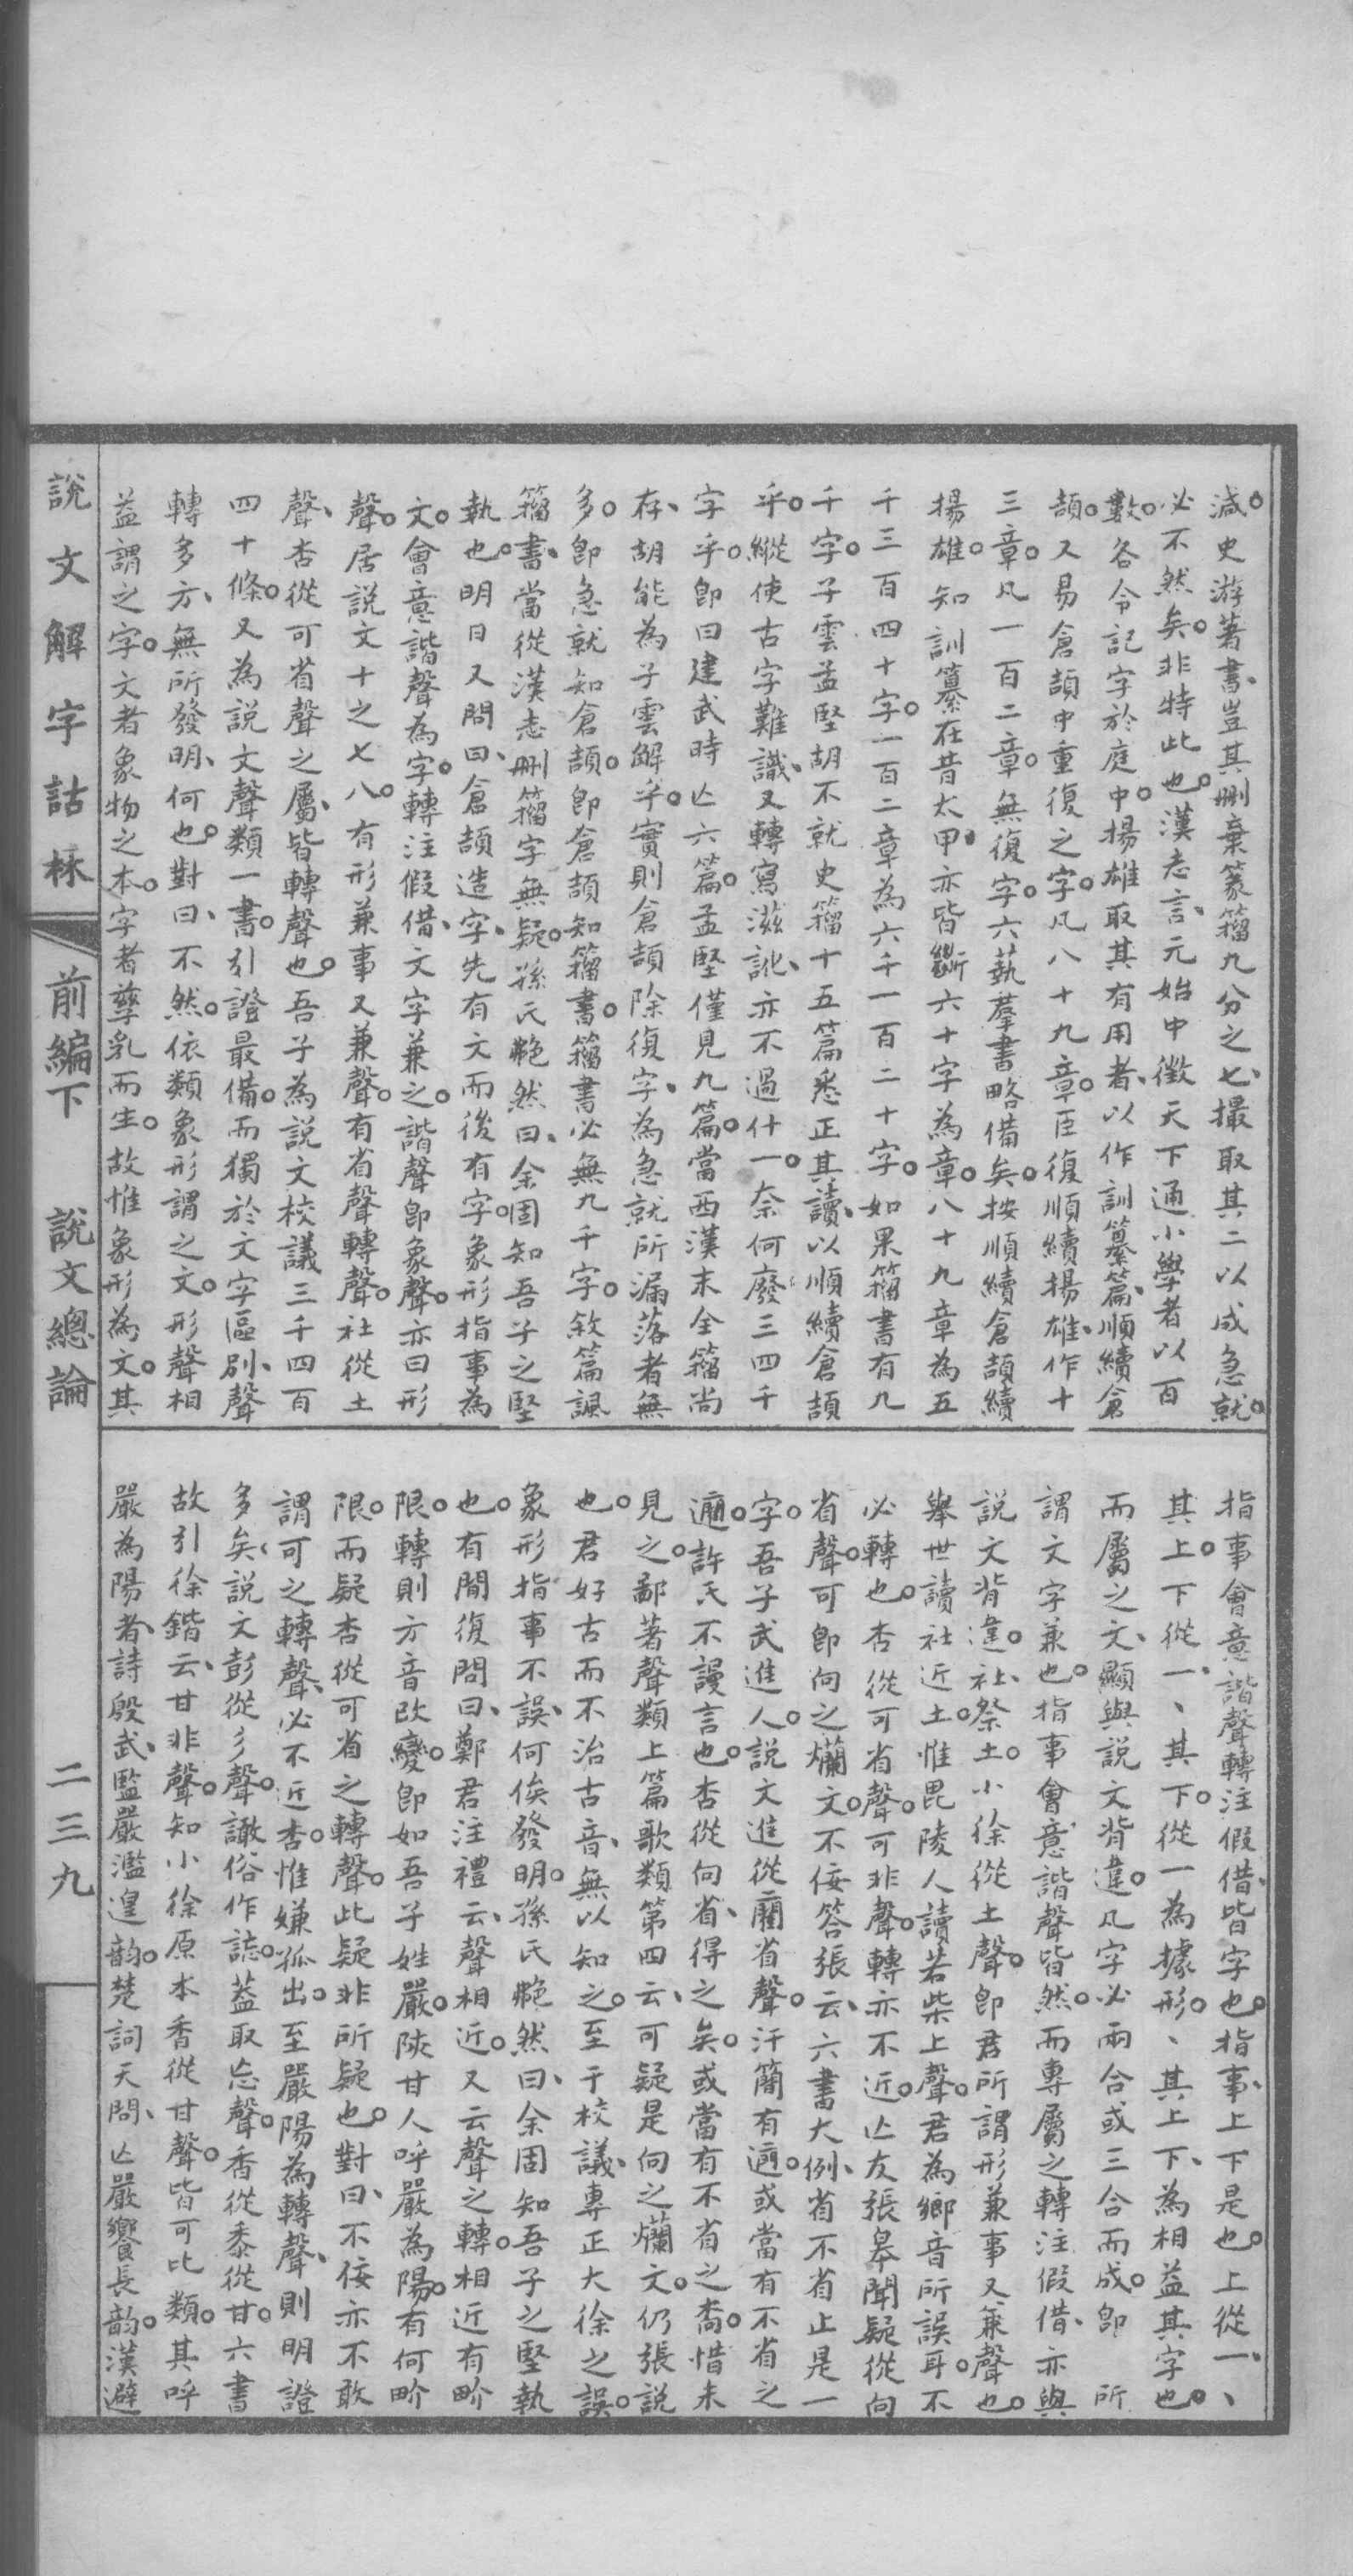 減。史游著書、豈其刪棄篆籀九分之七、撮取其二以成急就。
必不然矣。非特此也。漢志言、元始中徵天下通小學者以百
數。各令記字於庭中。揚雄取其有用者、以作訓纂篇、順續倉
頡。又易倉頡中重復之字。凡八十九章。臣復順續揚雄、作十
三章。凡一百二章。無復字。六藝羣書略備矣。按順續倉頡續
揚雄。知訓纂在昔太甲、亦皆斷六十字為章。八十九章為五
千三百四十字。一百二章為六千一百二十字。如果籀書有九
千字。子雲孟堅胡不就史籀十五篇悉正其讀、以順續倉頡
乎。縱使古字難識、又轉寫滋訛、亦不過什一。奈何廢三四千
字乎。卽曰建武時亾六篇。孟堅僅見九篇。當西漢末全籀尚
存、胡能為子雲解乎。實則倉頡除復字、為急就所漏落者無
多。卽急就知倉頡。卽倉頡知籀書。籀書必無九千字。敘篇諷
籀書、當從漢志刪籀字無疑。孫氏艴然曰、余固知吾子之堅
執也。明日又問曰、倉頡造字、先有文而後有字。象形指事為
文。會意諧聲為字。轉注假借、文字兼之。諧聲卽象聲。亦曰形
聲。居説文十之七八。有形兼事又兼聲。有省聲轉聲。社從土
聲、杏從可省聲之屬、皆轉聲也。吾子為説文校議三千四百
四十條。又為説文聲類一書。引證最備。而獨於文字區別、聲
轉多方、無所發明、何也。對曰、不然。依類象形謂之文。形聲相
益謂之字。文者象物之本。字者孳乳而生。故惟象形為文。其
指事會意諧聲轉注假借、皆字也。指事、上下是也。上從一、丶
其上。下從一、丶其下。從一為據形。丶其上下、為相益其字也。
而屬之文、顯與説文背違。凡字必兩合或三合而成。卽所
謂文字兼也。指事會意諧聲皆然。而專屬之轉注假借、亦與
説文背違。社、祭土。小徐從土聲。卽君所謂形兼事又兼聲也。
舉世讀社近土。惟毘陵人讀若柴上聲。君為鄉音所誤耳。不
必轉也。杏從可省聲。可非聲。轉亦不近。亾友張皋聞疑從向
省聲。可卽向之爛文。不佞答張云、六書大例、省不省止是一
字。吾子武進人。説文進從閵省聲。汗簡有𨗃。或當有不省之
𨗃。許氏不謾言也。杏從向省、得之矣。或當有不省之𣚊。惜未
見之。鄙著聲類上篇歌類第四云、可疑是向之爛文。仍張説
也。君好古而不治古音、無以知之。至于校議、專正大徐之誤。
象形指事不誤、何俟發明。孫氏艴然曰、余固知吾子之堅執
也。有閒復問曰、鄭君注禮云、聲相近。又云聲之轉。相近有畍
限。轉則方音改變。卽如吾子姓嚴。陝甘人呼嚴為陽。有何畍
限。而疑杏從可省之轉聲。此疑非所疑也。對曰、不佞亦不敢
謂可之轉聲、必不近杏。惟嫌孤出。至嚴陽為轉聲、則明證
多矣、説文彭從彡聲。譀俗作𧧸。蓋取忘聲。香從黍從甘。六書
故引徐鍇云、甘非聲。知小徐原本香從甘聲。皆可比類。其呼
嚴為陽者、詩殷武、監嚴濫遑韵。楚詞天問、亾嚴饗長韵。漢避
説文解字詁林
前編下　説文總論
二三九